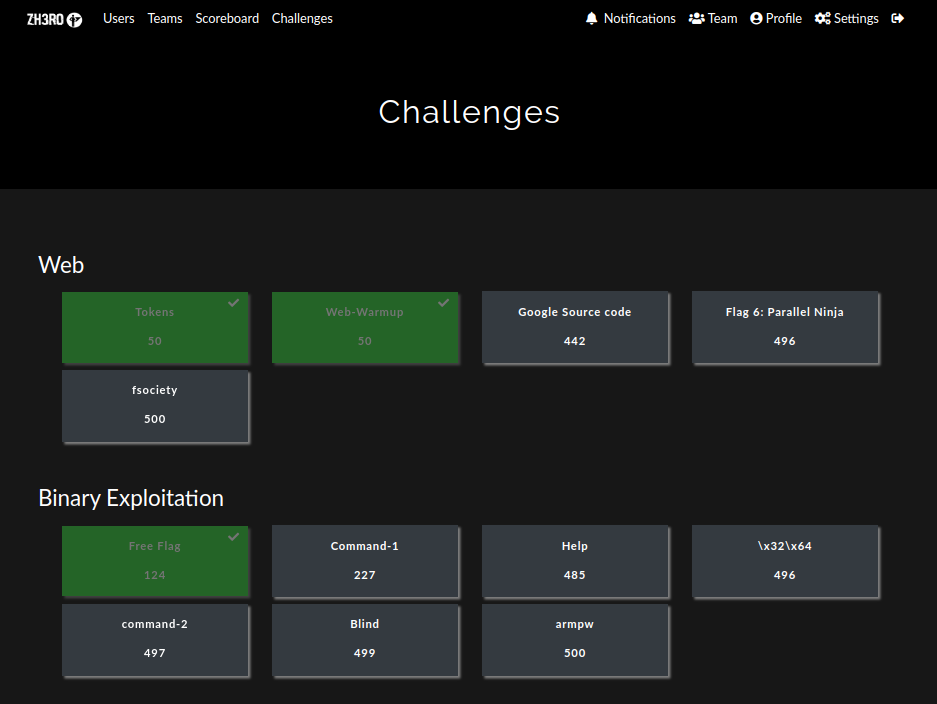 ZH3RO Users Teams Scoreboard Challenges Notifications Team Profile Settings
Challenges
Web
Tokens Web-Warmup Google Source code Flag 6: Parallel Ninja
50 50 442 496
fsociety
500
Binary Exploitation
Free Flag Command-1 Help \x32\x64
124 227 485 496
command-2 Blind armpw
497 499 500